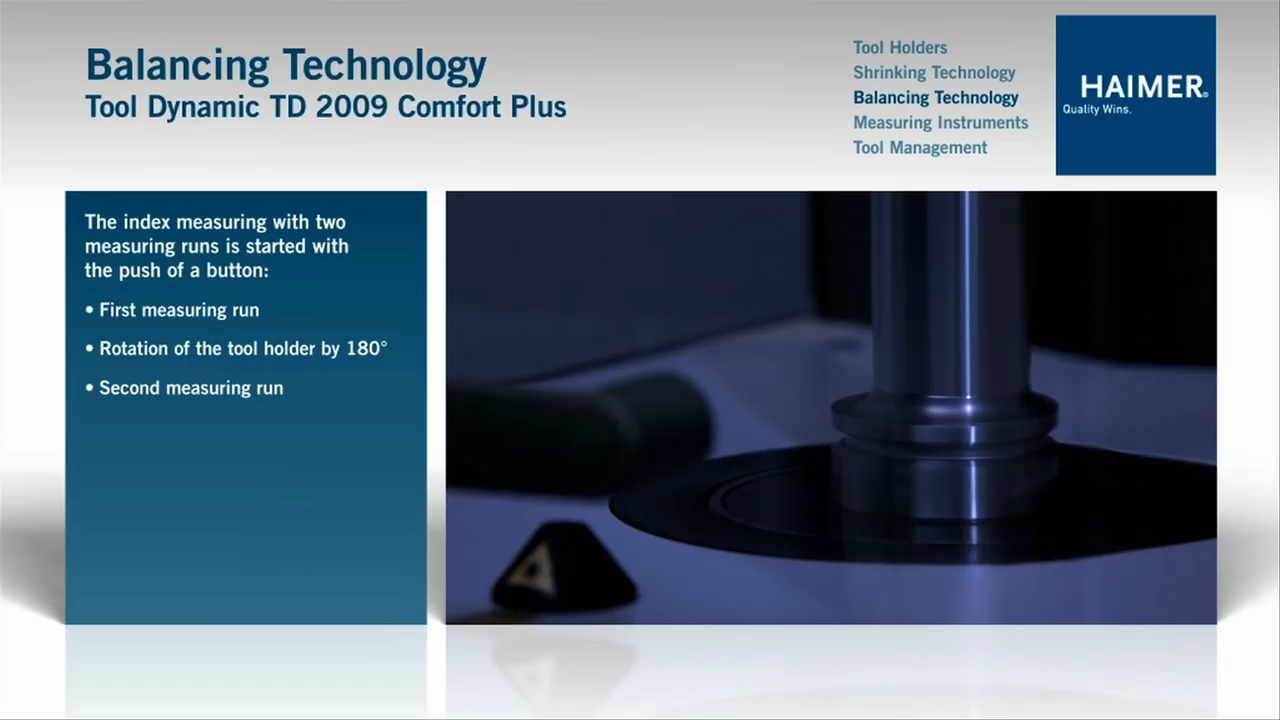 Balancing Technology
Tool Dynamic TD 2009 Comfort Plus
Tool Holders
Shrinking Technology
Balancing Technology
Measuring Instruments
Tool Management
HAIMER®
Quality Wins.
The index measuring with two
measuring runs is started with
the push of a button:
• First measuring run
• Rotation of the tool holder by 180°
• Second measuring run